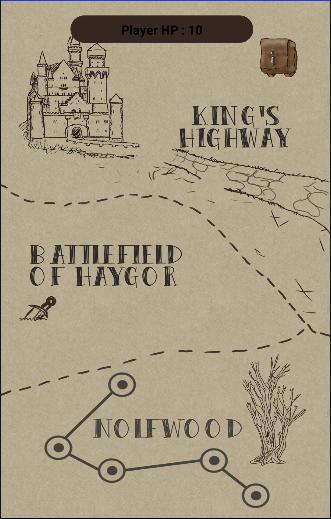 Player HP : 10
KING'S
HIGHWAY
BATTLEFIELD
OF HAYGOR
NOLFWOOD